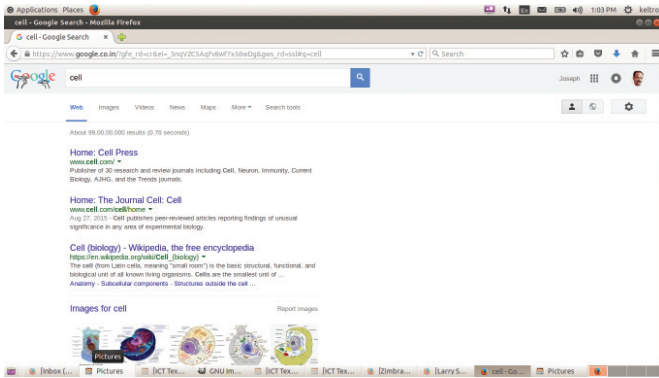 Applications Places
En 1:03 PM keltro
cell - Google Search - Mozilla Firefox
G cell - Google Search
https://www.google.co.in/?gfe_rd=cr&ei=_SnqVZCSAqfv8wf7xS6wDg&gws_rd=ssl#q=cell
Search
Google
cell
Joseph
Web Images Videos News Maps More Search tools
About 99,00,00,000 results (0.76 seconds)
Home: Cell Press
www.cell.com/
Publisher of 30 research and review journals including Cell, Neuron, Immunity, Current
Biology, AJHG, and the Trends journals.
Home: The Journal Cell: Cell
www.cell.com/cell/home
Aug 27, 2015 - Cell publishes peer-reviewed articles reporting findings of unusual
significance in any area of experimental biology.
Cell (biology) - Wikipedia, the free encyclopedia
https://en.wikipedia.org/wiki/Cell_(biology)
The cell (from Latin cella, meaning "small room") is the basic structural, functional, and
biological unit of all known living organisms. Cells are the smallest unit of ...
Anatomy - Subcellular components - Structures outside the cell ...
Images for cell
Report images
Pictures
[Inbox (... Pictures [ICT Tex... GNU Im... [ICT Tex... [ICT Tex... [Zimbra... [Larry S... cell - Go... Pictures